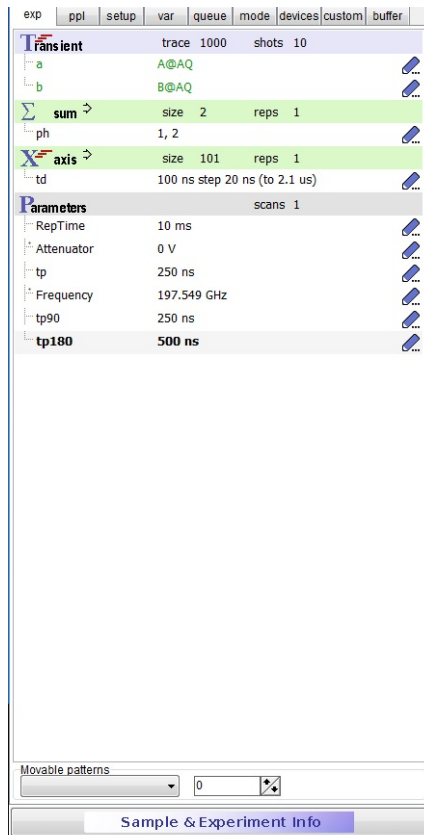 exp ppl setup var queue mode devices custom buffer
Transient trace 1000 shots 10
a A@AQ
b B@AQ
Σ sum size 2 reps 1
ph 1, 2
X axis size 101 reps 1
td 100 ns step 20 ns (to 2.1 us)
Parameters scans 1
RepTime 10 ms
Attenuator 0 V
tp 250 ns
Frequency 197.549 GHz
tp90 250 ns
tp180 500 ns
Movable patterns
0
Sample & Experiment Info